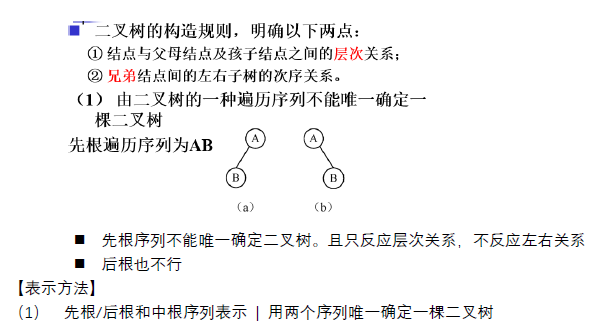 ■ 二叉树的构造规则，明确以下两点：
① 结点与父母结点及孩子结点之间的层次关系；
② 兄弟结点间的左右子树的次序关系。
（1） 由二叉树的一种遍历序列不能唯一确定一
棵二叉树
先根遍历序列为AB
A A
B B
（a） （b）
■ 先根序列不能唯一确定二叉树。且只反应层次关系，不反应左右关系
■ 后根也不行
【表示方法】
（1） 先根/后根和中根序列表示 | 用两个序列唯一确定一棵二叉树